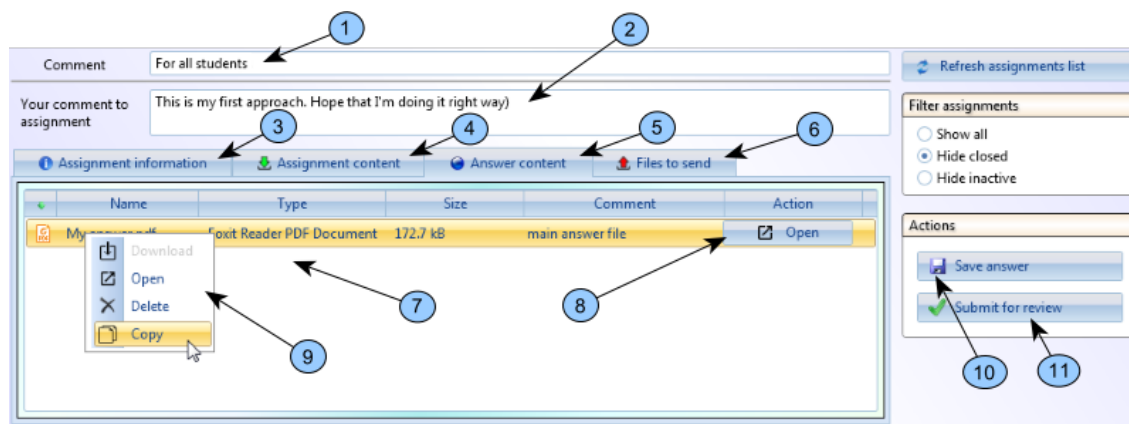 1
2
Comment
For all students
Refresh assignments list
Your comment to
assignment
This is my first approach. Hope that I'm doing it right way)
Filter assignments
Show all
Hide closed
Hide inactive
3
4
5
6
Assignment information
Assignment content
Answer content
Files to send
Name
Type
Size
Comment
Action
Foxit Reader PDF Document
172.7 kB
main answer file
Open
Download
Open
Delete
Copy
7
8
9
Actions
Save answer
Submit for review
10
11